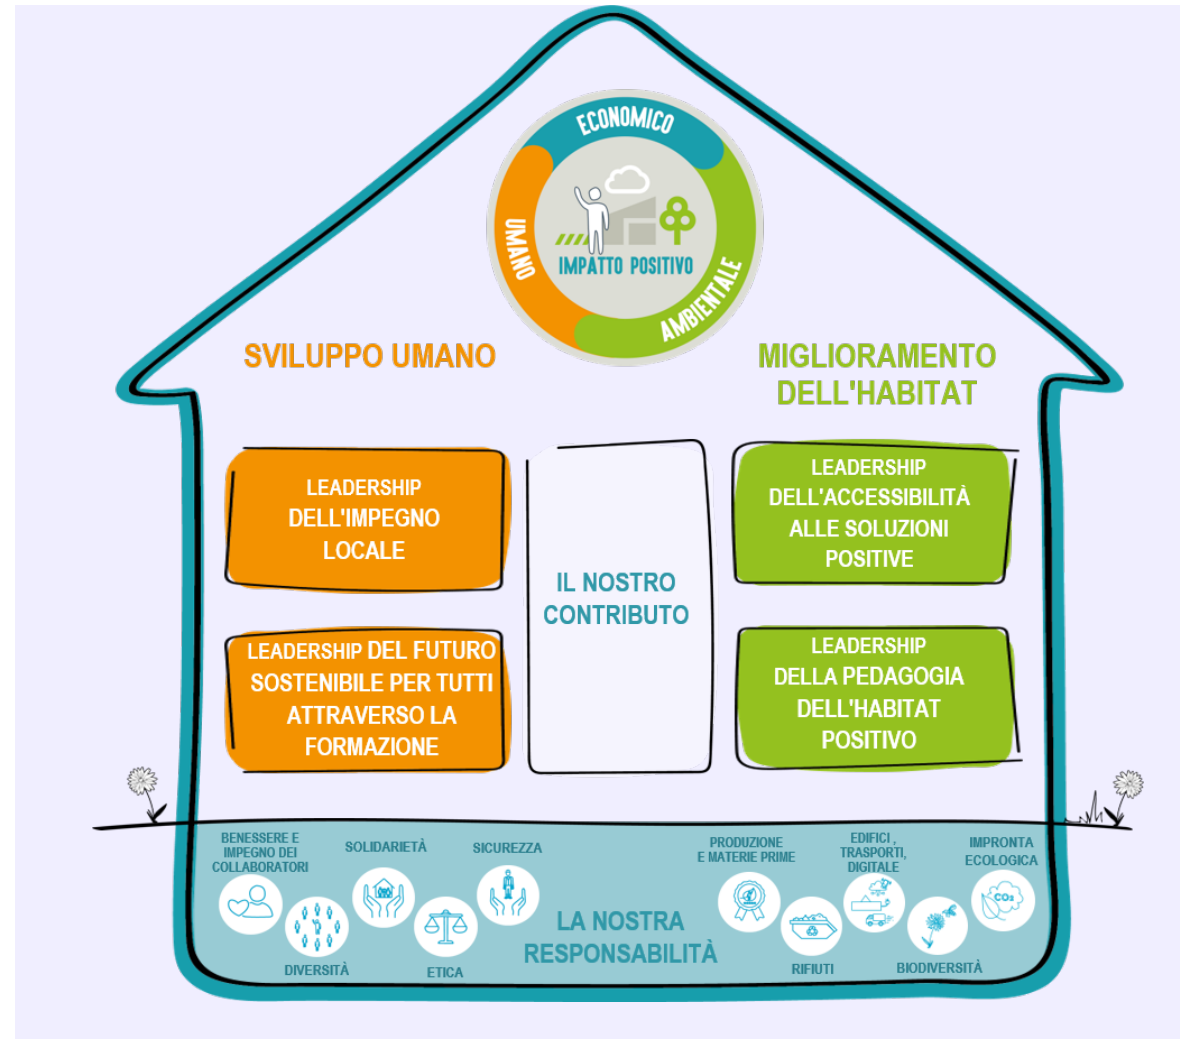 ECONOMICO
UMANO
AMBIENTALE
IMPATTO POSITIVO
SVILUPPO UMANO
MIGLIORAMENTO
DELL'HABITAT
LEADERSHIP
DELL'IMPEGNO
LOCALE
LEADERSHIP DEL FUTURO
SOSTENIBILE PER TUTTI
ATTRAVERSO LA
FORMAZIONE
IL NOSTRO
CONTRIBUTO
LEADERSHIP
DELL'ACCESSIBILITÀ
ALLE SOLUZIONI
POSITIVE
LEADERSHIP
DELLA PEDAGOGIA
DELL'HABITAT
POSITIVO
BENESSERE E
IMPEGNO DEI
COLLABORATORI
DIVERSITÀ
SOLIDARIETÀ
ETICA
SICUREZZA
LA NOSTRA
RESPONSABILITÀ
PRODUZIONE
E MATERIE PRIME
RIFIUTI
EDIFICI ,
TRASPORTI,
DIGITALE
BIODIVERSITÀ
IMPRONTA
ECOLOGICA
CO2